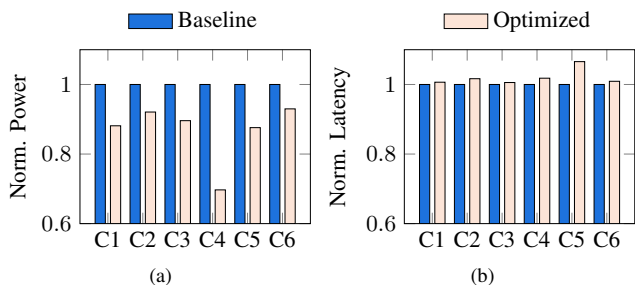 Baseline Optimized
Norm. Power
1
0.8
0.6
C1 C2 C3 C4 C5 C6
(a)
Norm. Latency
1
0.8
0.6
C1 C2 C3 C4 C5 C6
(b)